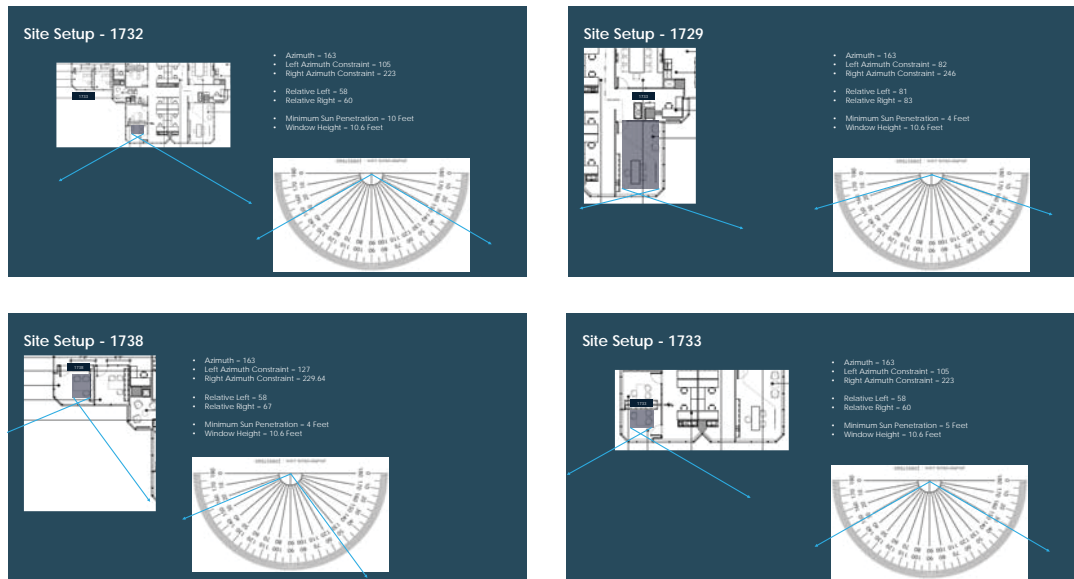 Site Setup - 1732
• Azimuth = 163
• Left Azimuth Constraint = 105
• Right Azimuth Constraint = 223
• Relative Left = 58
• Relative Right = 60
• Minimum Sun Penetration = 10 Feet
• Window Height = 10.6 Feet
Site Setup - 1729
• Azimuth = 163
• Left Azimuth Constraint = 82
• Right Azimuth Constraint = 246
• Relative Left = 81
• Relative Right = 83
• Minimum Sun Penetration = 4 Feet
• Window Height = 10.6 Feet
Site Setup - 1738
1738
• Azimuth = 163
• Left Azimuth Constraint = 127
• Right Azimuth Constraint = 229.64
• Relative Left = 58
• Relative Right = 67
• Minimum Sun Penetration = 4 Feet
• Window Height = 10.6 Feet
Site Setup - 1733
• Azimuth = 163
• Left Azimuth Constraint = 105
• Right Azimuth Constraint = 223
• Relative Left = 58
• Relative Right = 60
• Minimum Sun Penetration = 5 Feet
• Window Height = 10.6 Feet